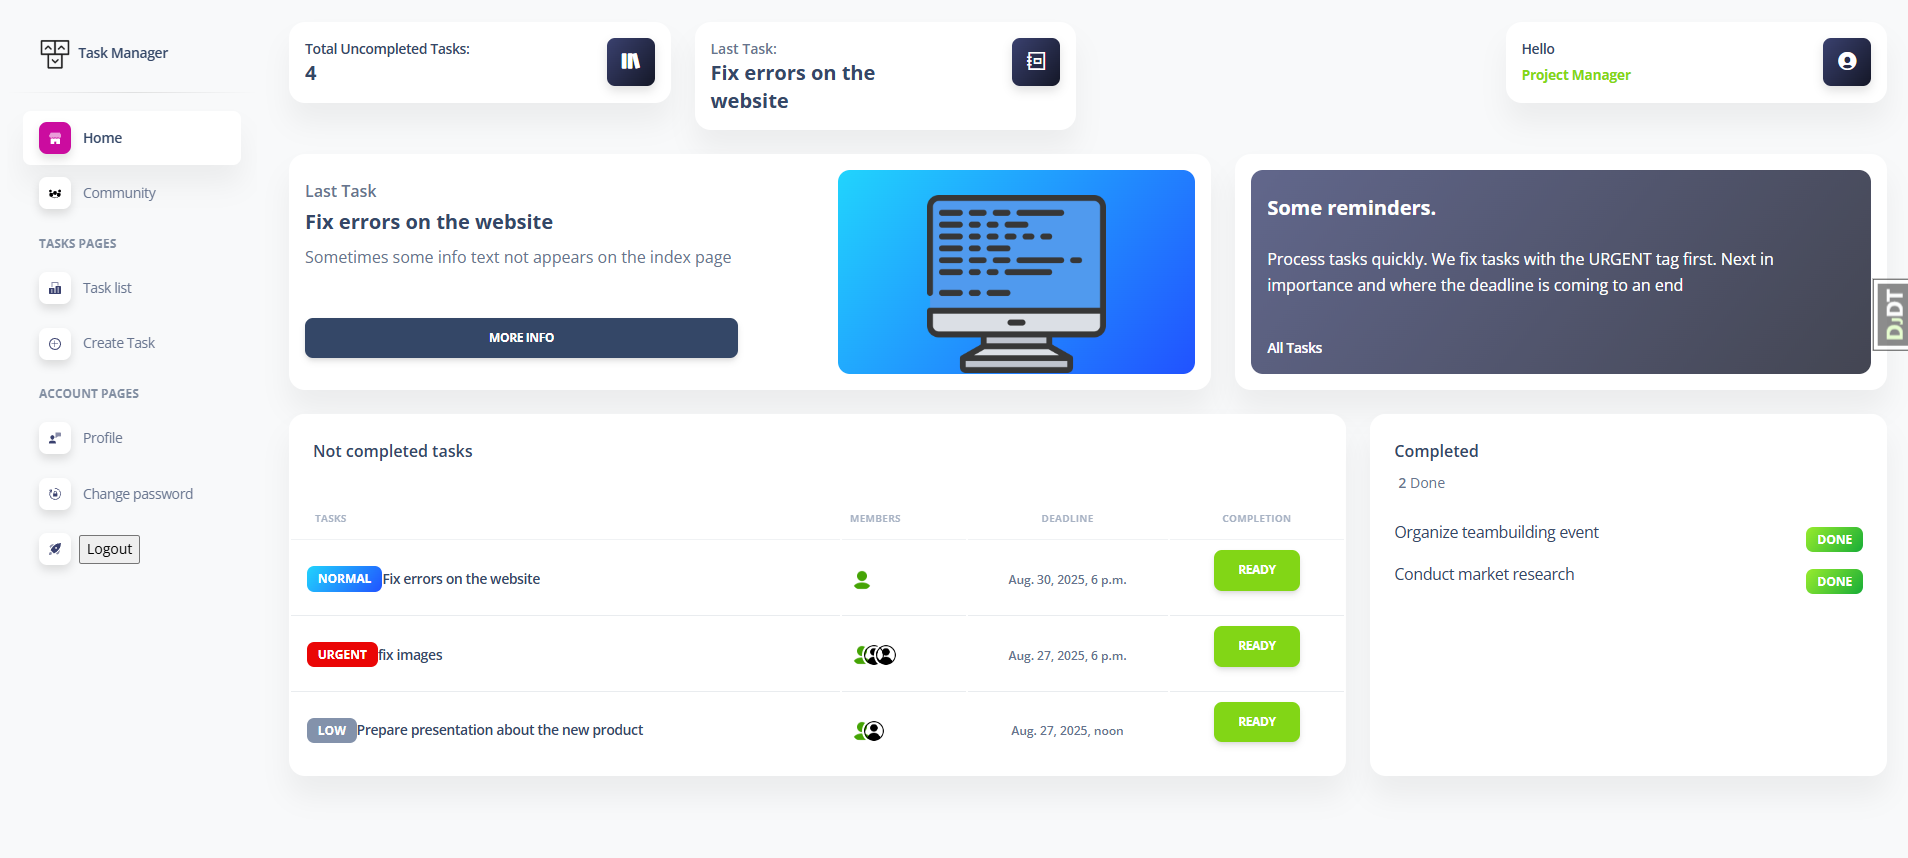 Task Manager
Home
Community
TASKS PAGES
Task list
Create Task
ACCOUNT PAGES
Profile
Change password
Logout
Total Uncompleted Tasks:
4
Last Task:
Fix errors on the
website
Hello
Project Manager
Last Task
Fix errors on the website
Sometimes some info text not appears on the index page
MORE INFO
Some reminders.
Process tasks quickly. We fix tasks with the URGENT tag first. Next in
importance and where the deadline is coming to an end
All Tasks
DJDT
Not completed tasks
TASKS MEMBERS DEADLINE COMPLETION
NORMAL Fix errors on the website Aug. 30, 2025, 6 p.m. READY
URGENT fix images Aug. 27, 2025, 6 p.m. READY
LOW Prepare presentation about the new product Aug. 27, 2025, noon READY
Completed
2 Done
Organize teambuilding event DONE
Conduct market research DONE